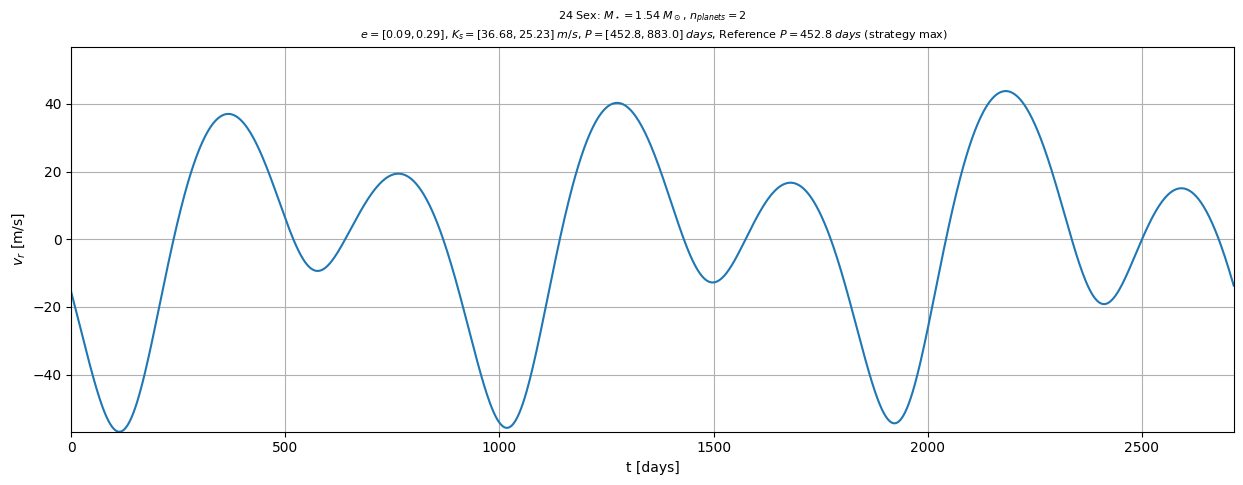 24 Sex: $M_⋆ = 1.54 M_⊙, n_{planets} = 2$
e = [0.09, 0.29], K_s = [36.68, 25.23] m/s, P = [452.8, 883.0] days, Reference P = 452.8 days (strategy max)
40
20
0
−20
−40
v_r [m/s]
0 500 1000 1500 2000 2500
t [days]